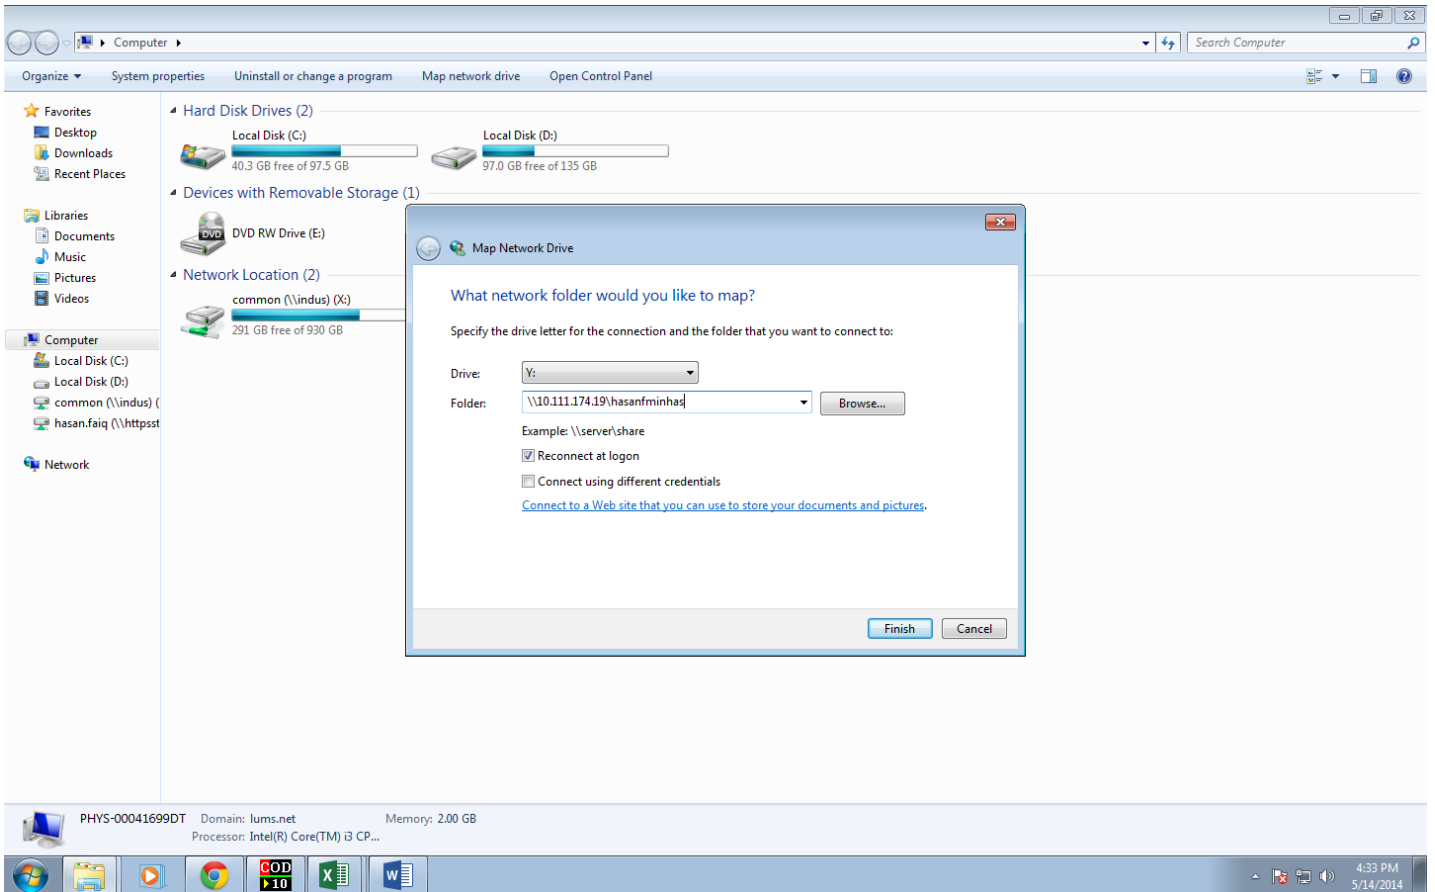 Computer
Search Computer
Organize
System properties
Uninstall or change a program
Map network drive
Open Control Panel
Favorites
Desktop
Downloads
Recent Places
Libraries
Documents
Music
Pictures
Videos
Computer
Local Disk (C:)
Local Disk (D:)
common (\\indus) (
hasan.faiq (\\httpsst
Network
Hard Disk Drives (2)
Local Disk (C:)
40.3 GB free of 97.5 GB
Local Disk (D:)
97.0 GB free of 135 GB
Devices with Removable Storage (1)
DVD
DVD RW Drive (E:)
Network Location (2)
common (\\indus) (X:)
291 GB free of 930 GB
Map Network Drive
What network folder would you like to map?
Specify the drive letter for the connection and the folder that you want to connect to:
Drive:
Y:
Folder:
\\10.111.174.19\hasanfminhas
Browse...
Example: \\server\share
Reconnect at logon
Connect using different credentials
Connect to a Web site that you can use to store your documents and pictures.
Finish
Cancel
PHYS-00041699DT
Domain: lums.net
Memory: 2.00 GB
Processor: Intel(R) Core(TM) i3 CP...
COD
10
X
W
4:33 PM
5/14/2014